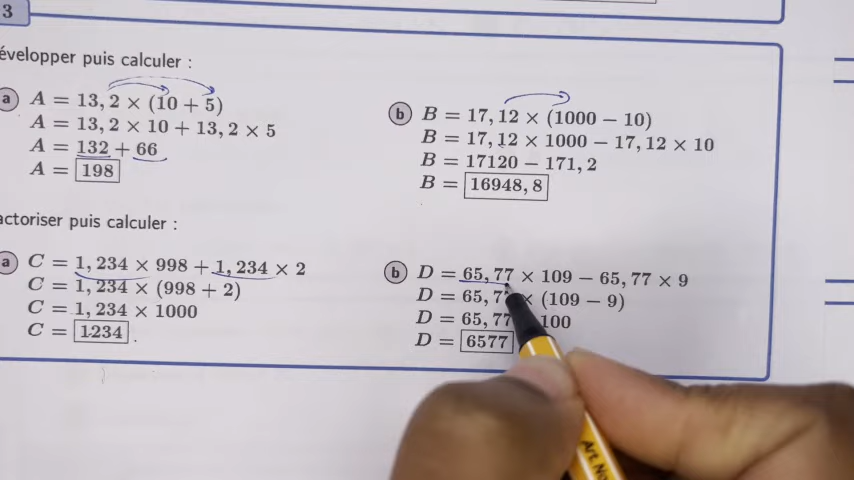 3
évelopper puis calculer :
a A = 13, 2 × (10 + 5)
A = 13, 2 × 10 + 13, 2 × 5
A = 132 + 66
A = 198
b B = 17, 12 × (1000 − 10)
B = 17, 12 × 1000 − 17, 12 × 10
B = 17120 − 171, 2
B = 16948, 8
actoriser puis calculer :
a C = 1, 234 × 998 + 1, 234 × 2
C = 1, 234 × (998 + 2)
C = 1, 234 × 1000
C = 1234
b D = 65, 77 × 109 − 65, 77 × 9
D = 65, 7 × (109 − 9)
D = 65, 77 100
D = 6577
Art No